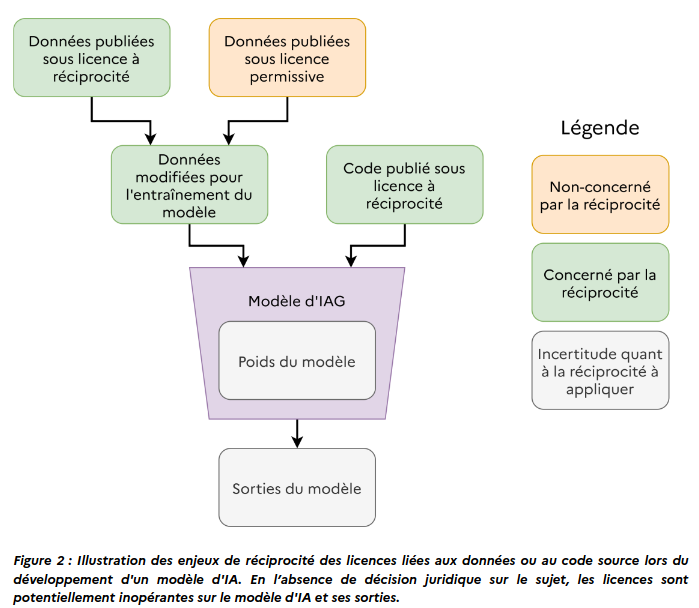 Données publiées
sous licence à
réciprocité
Données publiées
sous licence
permissive
Données
modifiées pour
l'entraînement du
modèle
Code publié sous
licence à
réciprocité
Modèle d'IAG
Poids du modèle
Sorties du modèle
Légende
Non-concerné
par la réciprocité
Concerné par la
réciprocité
Incertitude quant
à la réciprocité à
appliquer
Figure 2 : Illustration des enjeux de réciprocité des licences liées aux données ou au code source lors du
développement d'un modèle d'IA. En l’absence de décision juridique sur le sujet, les licences sont
potentiellement inopérantes sur le modèle d'IA et ses sorties.